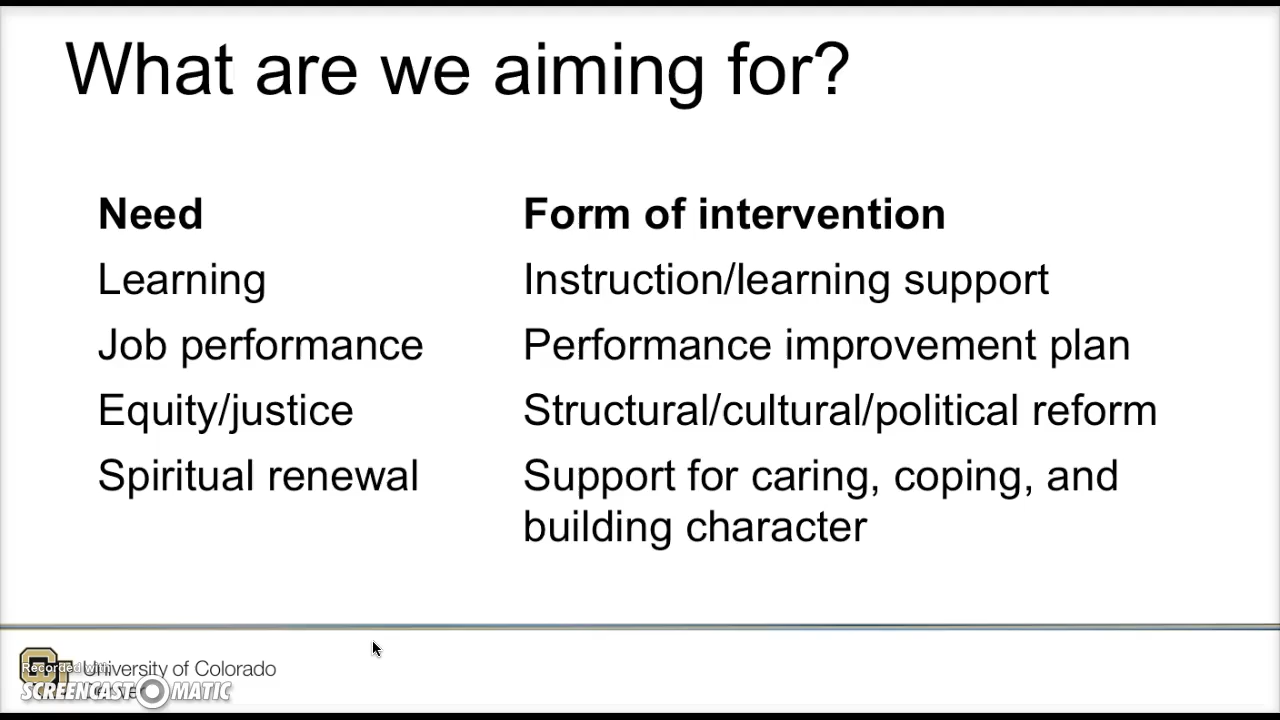 What are we aiming for?
Need Form of intervention
Learning Instruction/learning support
Job performance Performance improvement plan
Equity/justice Structural/cultural/political reform
Spiritual renewal Support for caring, coping, and
building character
University of Colorado
Recorded with
SCREENCAST MATIC